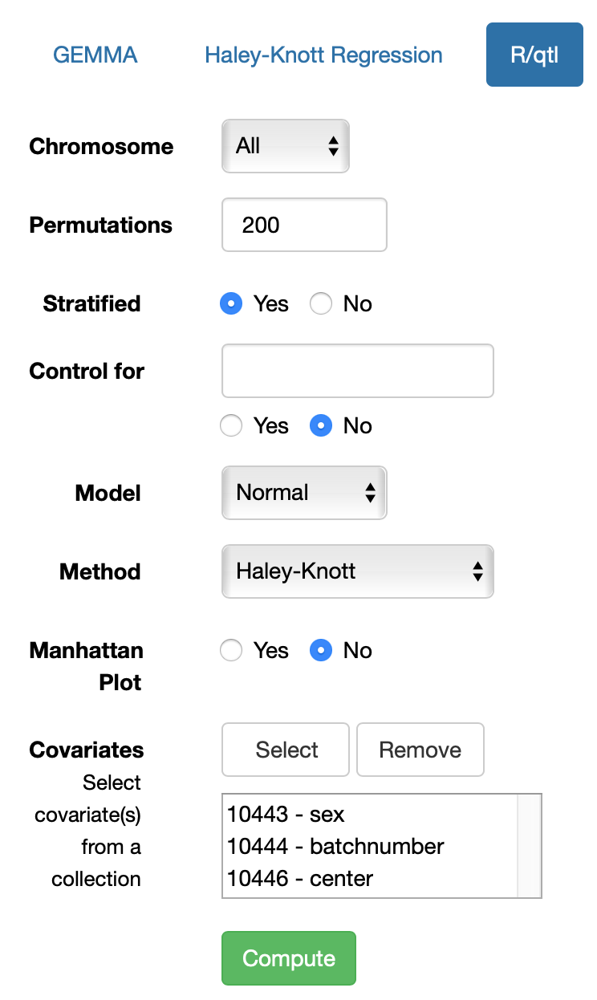 GEMMA Haley-Knott Regression R/qtl
Chromosome All
Permutations 200
Stratified Yes No
Control for
Yes No
Model Normal
Method Haley-Knott
Manhattan Yes No
Plot
Covariates Select Remove
Select
covariate(s) 10443 - sex
from a 10444 - batchnumber
collection 10446 - center
Compute